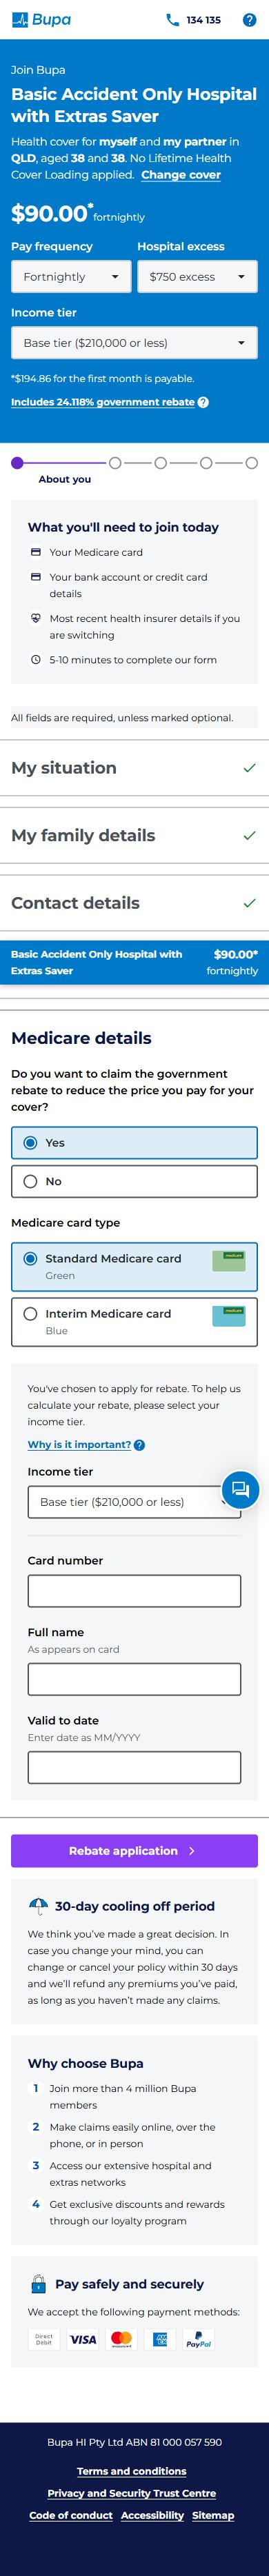 Bupa
134 135
Join Bupa
Basic Accident Only Hospital
with Extras Saver
Health cover for myself and my partner in
QLD, aged 38 and 38. No Lifetime Health
Cover Loading applied. Change cover
$90.00* fortnightly
Pay frequency
Hospital excess
Fortnightly
$750 excess
Income tier
Base tier ($210,000 or less)
*$194.86 for the first month is payable.
Includes 24.118% government rebate
About you
What you'll need to join today
Your Medicare card
Your bank account or credit card
details
Most recent health insurer details if you
are switching
5-10 minutes to complete our form
All fields are required, unless marked optional.
My situation
My family details
Contact details
Basic Accident Only Hospital with
Extras Saver
$90.00*
fortnightly
Medicare details
Do you want to claim the government
rebate to reduce the price you pay for your
cover?
Yes
No
Medicare card type
Standard Medicare card
Green
medicare
Interim Medicare card
Blue
medicare
You've chosen to apply for rebate. To help us
calculate your rebate, please select your
income tier.
Why is it important?
Income tier
Base tier ($210,000 or less)
Card number
Full name
As appears on card
Valid to date
Enter date as MM/YYYY
Rebate application
30-day cooling off period
We think you've made a great decision. In
case you change your mind, you can
change or cancel your policy within 30 days
and we'll refund any premiums you've paid,
as long as you haven't made any claims.
Why choose Bupa
1 Join more than 4 million Bupa
members
2 Make claims easily online, over the
phone, or in person
3 Access our extensive hospital and
extras networks
4 Get exclusive discounts and rewards
through our loyalty program
Pay safely and securely
We accept the following payment methods:
Direct
Debit
VISA
AM
EX
PayPal
Bupa HI Pty Ltd ABN 81 000 057 590
Terms and conditions
Privacy and Security Trust Centre
Code of conduct Accessibility Sitemap